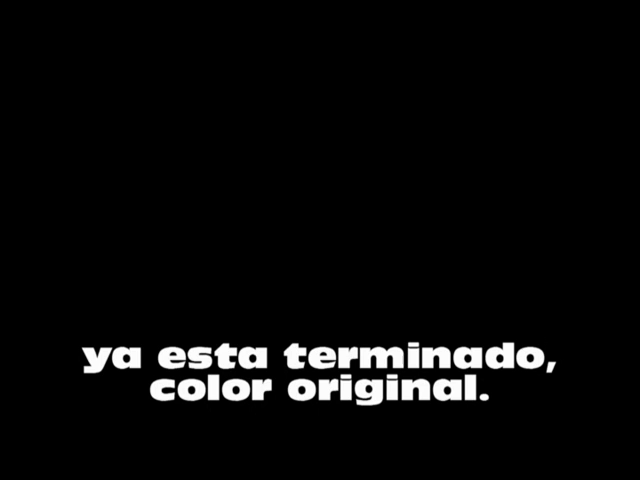 ya esta terminado,
color original.